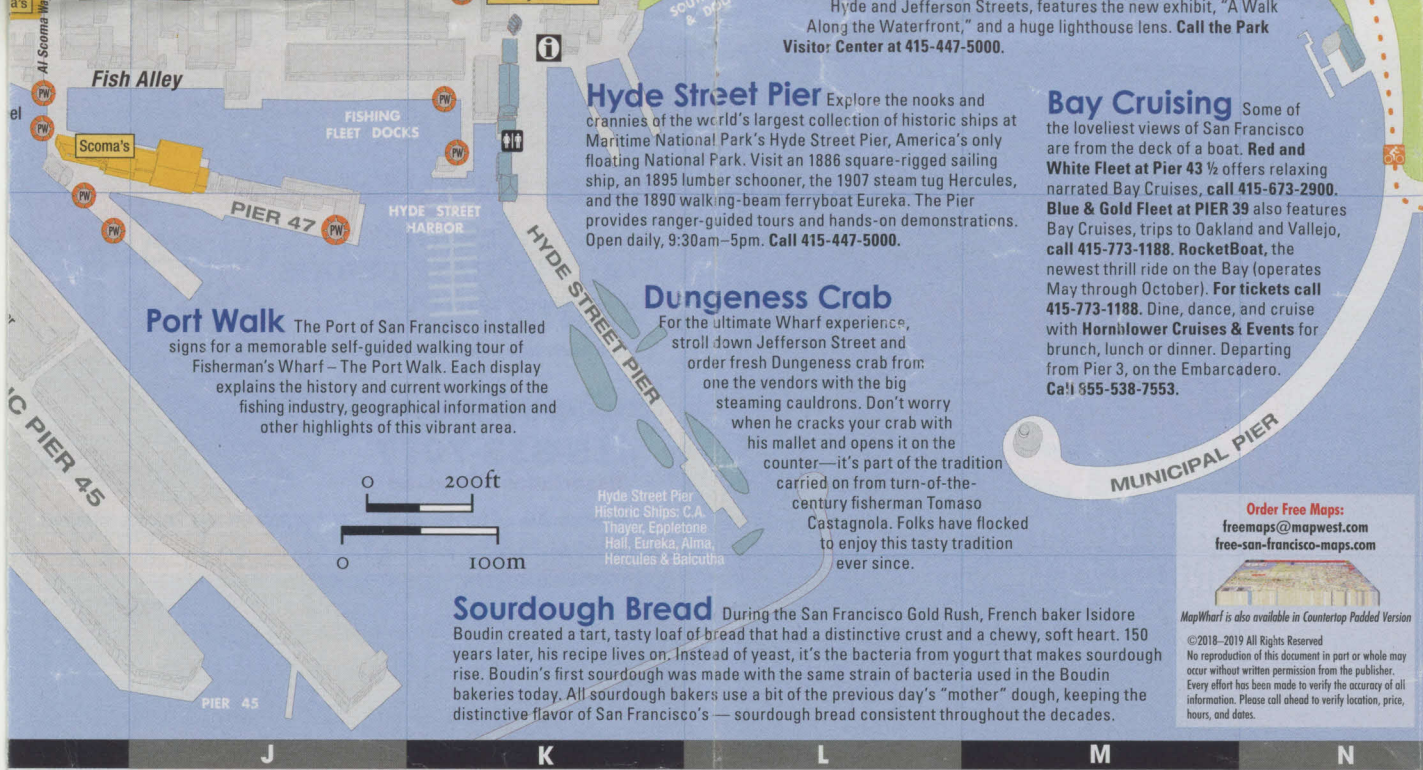 Al Scoma Wa
Hyde and Jefferson Streets, features the new exhibit, “A Walk
Along the Waterfront,” and a huge lighthouse lens. Call the Park
Visitor Center at 415-447-5000.
i
Fish Alley
PW
PW
PW
PW
PW
PW
PW
FISHING
FLEET DOCKS
Scoma's
PIER 47
HYDE STREET
HARBOR
HYDE STREET PIER
Hyde Street Pier Explore the nooks and
crannies of the world's largest collection of historic ships at
Maritime National Park's Hyde Street Pier, America's only
floating National Park. Visit an 1886 square-rigged sailing
ship, an 1895 lumber schooner, the 1907 steam tug Hercules,
and the 1890 walking-beam ferryboat Eureka. The Pier
provides ranger-guided tours and hands-on demonstrations.
Open daily, 9:30am–5pm. Call 415-447-5000.
Bay Cruising Some of
the loveliest views of San Francisco
are from the deck of a boat. Red and
White Fleet at Pier 43 ½ offers relaxing
narrated Bay Cruises, call 415-673-2900.
Blue & Gold Fleet at PIER 39 also features
Bay Cruises, trips to Oakland and Vallejo,
call 415-773-1188. RocketBoat, the
newest thrill ride on the Bay (operates
May through October). For tickets call
415-773-1188. Dine, dance, and cruise
with Hornblower Cruises & Events for
brunch, lunch or dinner. Departing
from Pier 3, on the Embarcadero.
Call 855-538-7553.
Port Walk The Port of San Francisco installed
signs for a memorable self-guided walking tour of
Fisherman's Wharf – The Port Walk. Each display
explains the history and current workings of the
fishing industry, geographical information and
other highlights of this vibrant area.
Dungeness Crab
For the ultimate Wharf experience,
stroll down Jefferson Street and
order fresh Dungeness crab from
one the vendors with the big
steaming cauldrons. Don't worry
when he cracks your crab with
his mallet and opens it on the
counter—it's part of the tradition
carried on from turn-of-the-
century fisherman Tomaso
Castagnola. Folks have flocked
to enjoy this tasty tradition
ever since.
IC PIER 45
0 200ft
0 100m
Hyde Street Pier
Historic Ships: C.A.
Thayer, Eppletone
Hall, Eureka, Alma,
Hercules & Balcutha
MUNICIPAL PIER
Order Free Maps:
freemaps@mapwest.com
free-san-francisco-maps.com
MapWharf is also available in Countertop Padded Version
©2018–2019 All Rights Reserved
No reproduction of this document in part or whole may
occur without written permission from the publisher.
Every effort has been made to verify the accuracy of all
information. Please call ahead to verify location, price,
hours, and dates.
Sourdough Bread During the San Francisco Gold Rush, French baker Isidore
Boudin created a tart, tasty loaf of bread that had a distinctive crust and a chewy, soft heart. 150
years later, his recipe lives on. Instead of yeast, it's the bacteria from yogurt that makes sourdough
rise. Boudin's first sourdough was made with the same strain of bacteria used in the Boudin
bakeries today. All sourdough bakers use a bit of the previous day's “mother” dough, keeping the
distinctive flavor of San Francisco's — sourdough bread consistent throughout the decades.
PIER 45
J K L M N